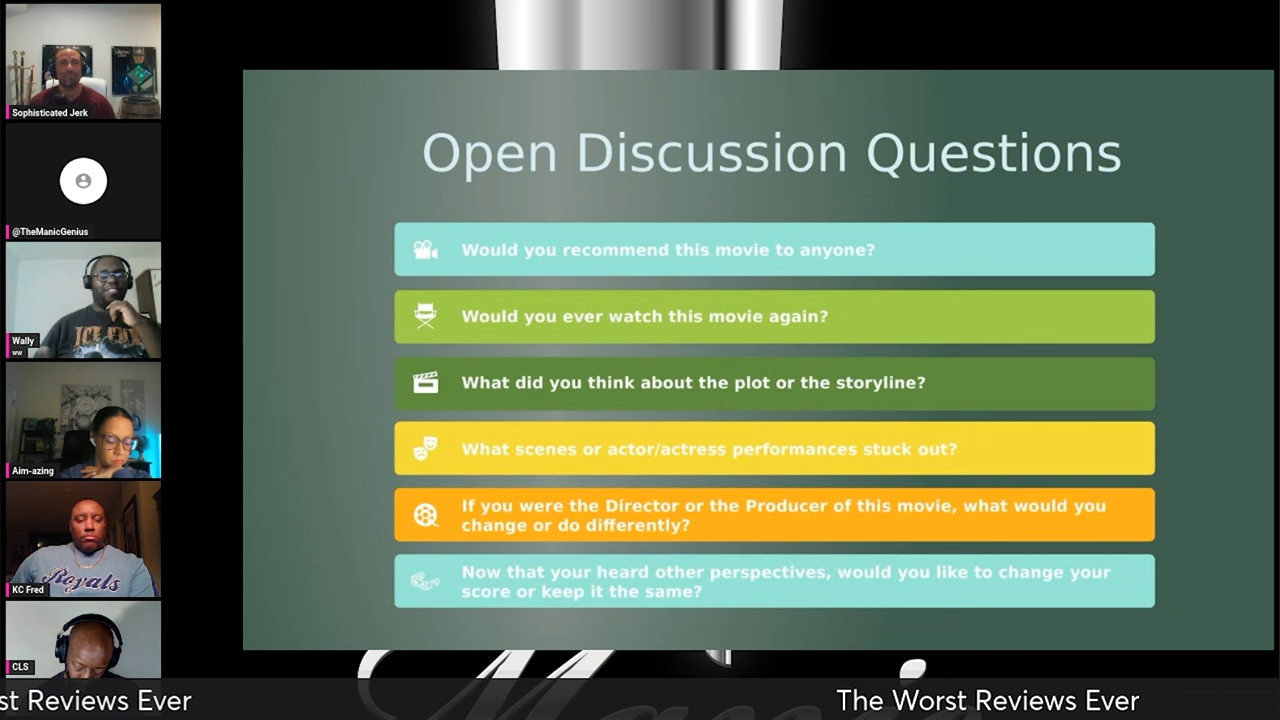 Sophisticated Jerk
@TheManicGenius
Wally
ww
ICE CUBE
Aim-azing
Royals
KC Fred
CLS
Open Discussion Questions
Would you recommend this movie to anyone?
Would you ever watch this movie again?
What did you think about the plot or the storyline?
What scenes or actor/actress performances stuck out?
If you were the Director or the Producer of this movie, what would you
change or do differently?
Now that your heard other perspectives, would you like to change your
score or keep it the same?
st Reviews Ever
The Worst Reviews Ever